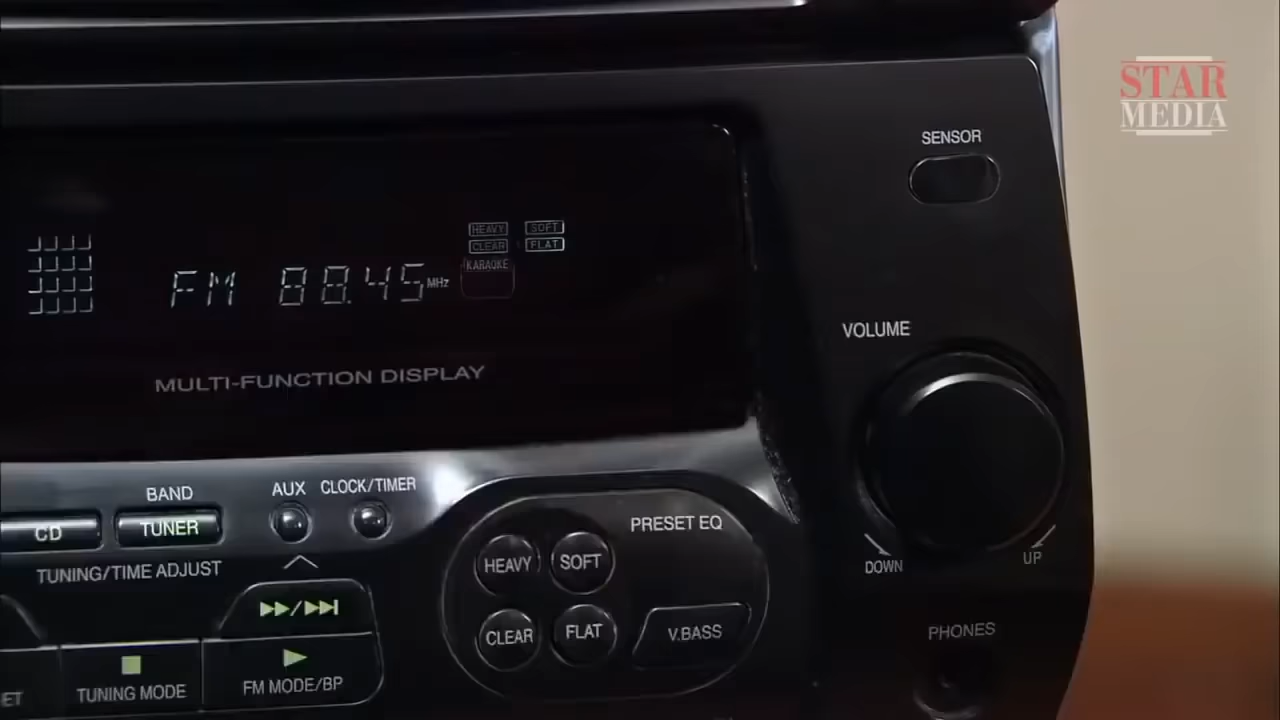 STAR
MEDIA
SENSOR
HEAVY SOFT
CLEAR FLAT
KARAOKE
FM 88.45 MHz
VOLUME
MULTI-FUNCTION DISPLAY
BAND
AUX
CLOCK/TIMER
CD
TUNER
PRESET EQ
TUNING/TIME ADJUST
HEAVY
SOFT
DOWN
UP
CLEAR
FLAT
V.BASS
PHONES
TUNING MODE
FM MODE/BP